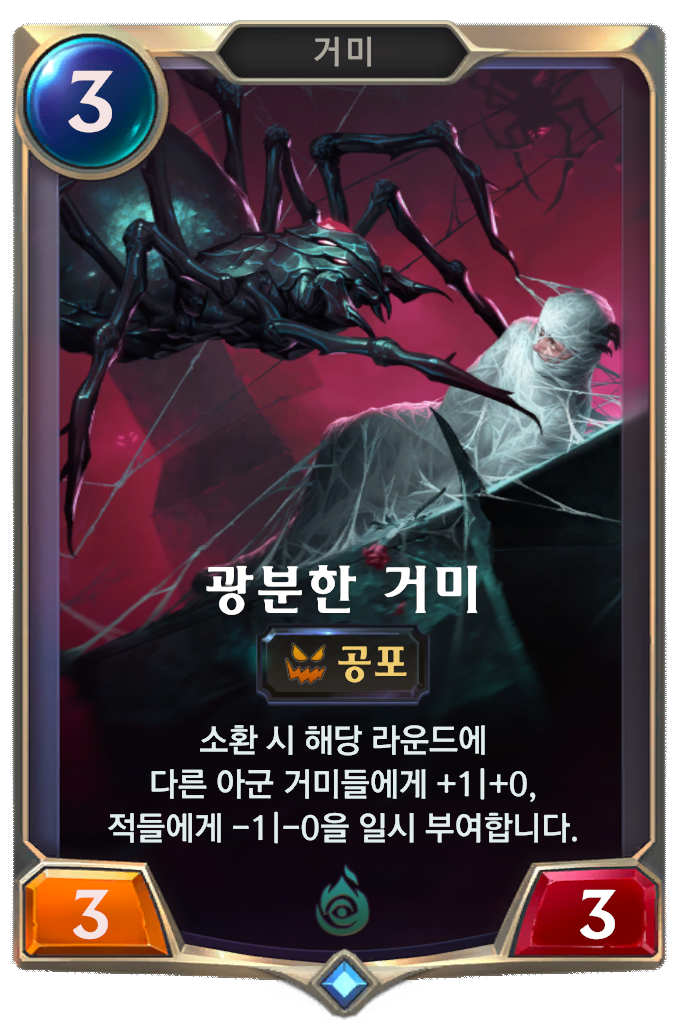 거미
3
광분한 거미
공포
소환 시 해당 라운드에
다른 아군 거미들에게 +1|+0,
적들에게 -1|-0을 일시 부여합니다.
3
3